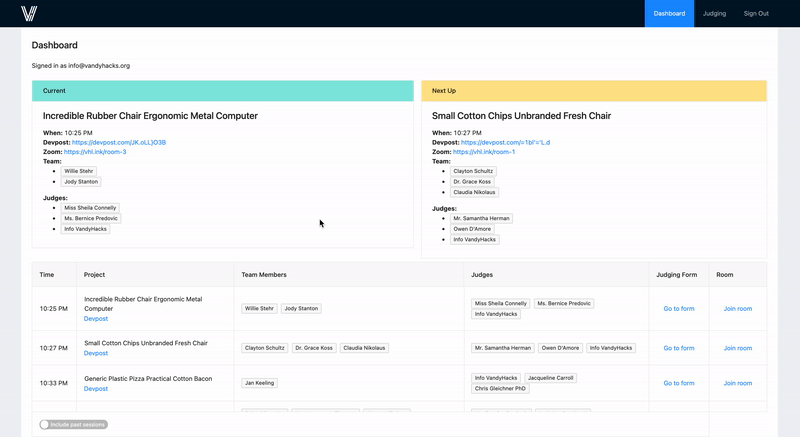 Dashboard
Judging
Sign Out
Dashboard
Signed in as info@vandyhacks.org
Current
Incredible Rubber Chair Ergonomic Metal Computer
When: 10:25 PM
Devpost: https://devpost.com/JK.oLL}O3B
Zoom: https://vhl.ink/room-3
Team:
Willie Stehr
Jody Stanton
Judges:
Miss Sheila Connelly
Ms. Bernice Predovic
Info VandyHacks
Next Up
Small Cotton Chips Unbranded Fresh Chair
When: 10:27 PM
Devpost: https://devpost.com/=1bl'='L.d
Zoom: https://vhl.ink/room-1
Team:
Clayton Schultz
Dr. Grace Koss
Claudia Nikolaus
Judges:
Mr. Samantha Herman
Owen D'Amore
Info VandyHacks
Time Project Team Members Judges Judging Form Room
10:25 PM
Incredible Rubber Chair Ergonomic Metal
Computer
Devpost
Willie Stehr Jody Stanton
Miss Sheila Connelly Ms. Bernice Predovic
Info VandyHacks
Go to form
Join room
10:27 PM
Small Cotton Chips Unbranded Fresh Chair
Devpost
Clayton Schultz Dr. Grace Koss Claudia Nikolaus
Mr. Samantha Herman Owen D'Amore Info VandyHacks
Go to form
Join room
10:33 PM
Generic Plastic Pizza Practical Cotton Bacon
Devpost
Jan Keeling
Info VandyHacks Jacqueline Carroll
Chris Gleichner PhD
Go to form
Join room
Include past sessions